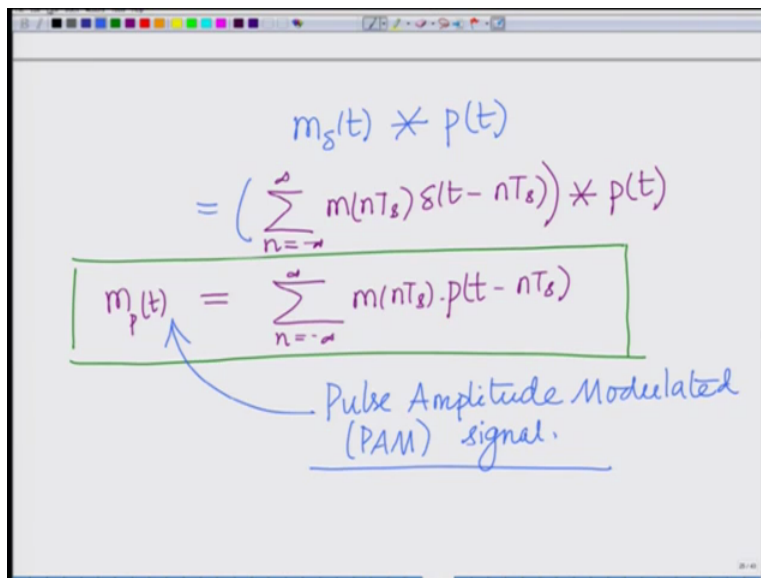 m_δ(t) * p(t)
= ( ∑_{n=-∞}^{∞} m(nT_s) δ(t - nT_s) ) * p(t)
m_p(t) = ∑_{n=-∞}^{∞} m(nT_s) . p(t - nT_s)
Pulse Amplitude Modulated
(PAM) signal.